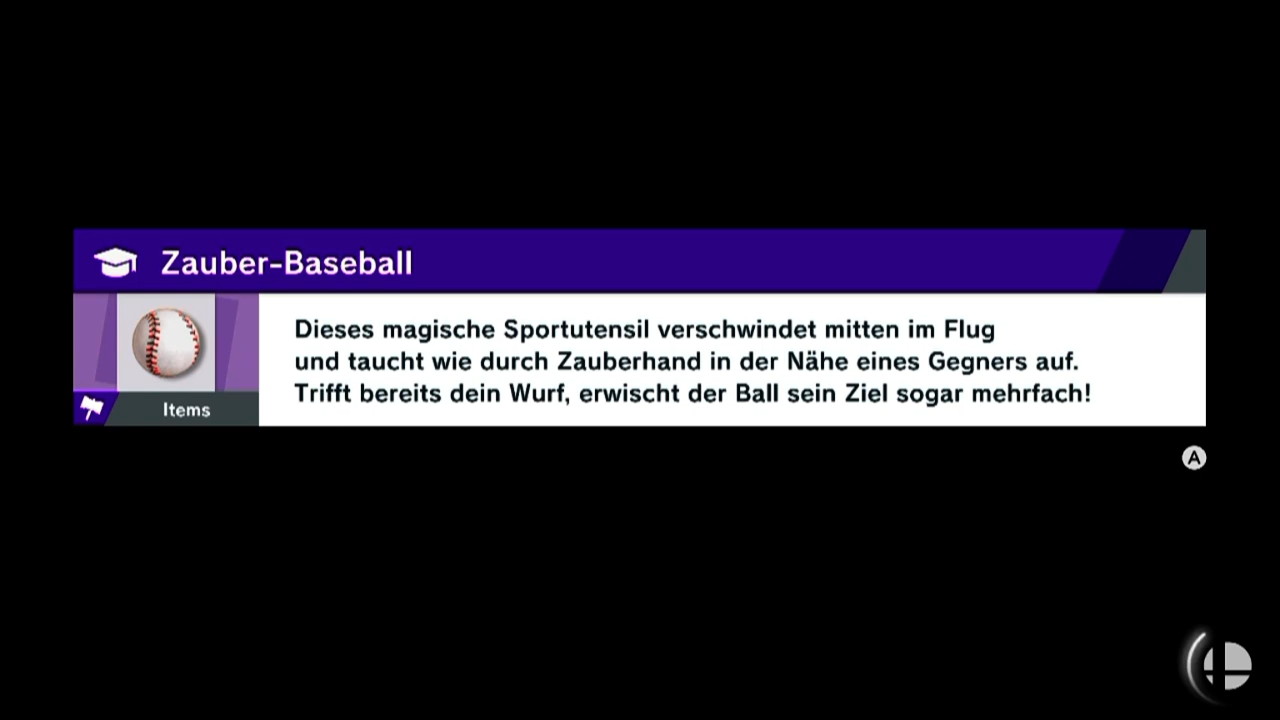 Zauber-Baseball
Dieses magische Sportutensil verschwindet mitten im Flug
und taucht wie durch Zauberhand in der Nähe eines Gegners auf.
Trifft bereits dein Wurf, erwischt der Ball sein Ziel sogar mehrfach!
Items
A